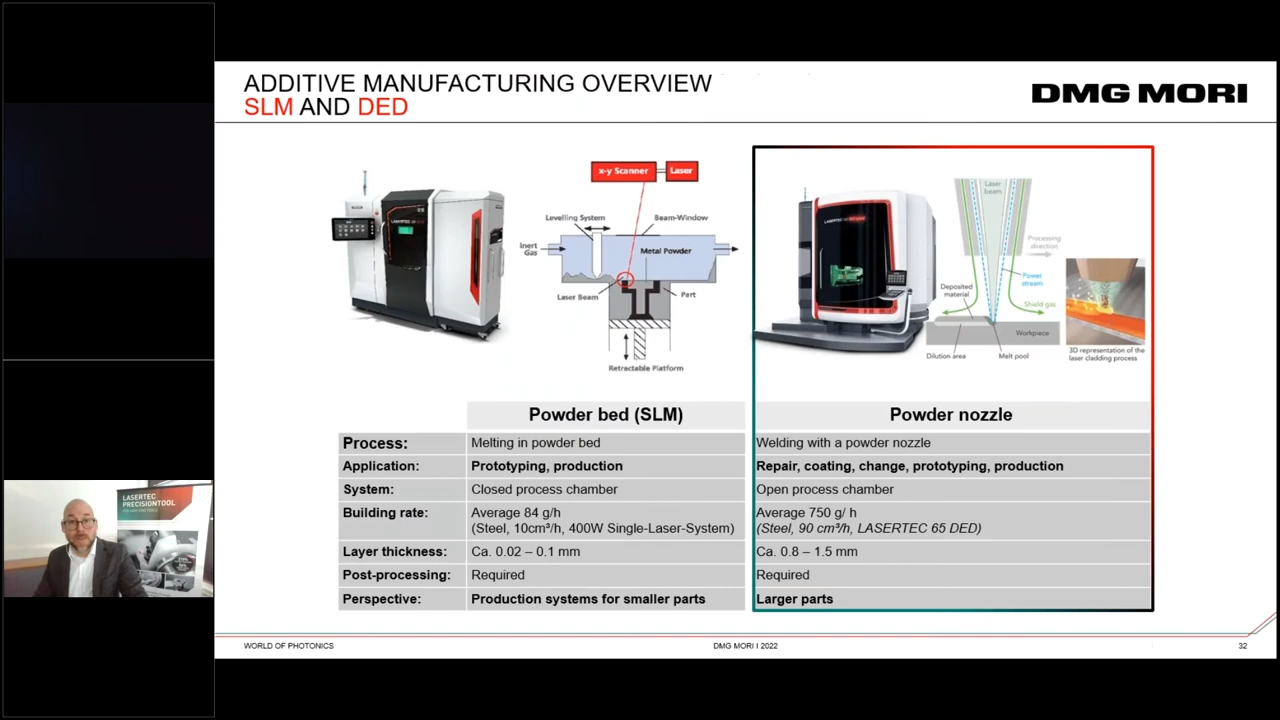 ADDITIVE MANUFACTURING OVERVIEW
SLM AND DED
DMG MORI
x-y Scanner
Laser
Levelling System
Beam-Window
Inert
Gas
Metal Powder
Laser Beam
Part
Retractable Platform
Laser
beam
Processing
direction
Power
stream
Deposited
material
Shield gas
Workpiece
Dilution area
Melt pool
3D representation of the
laser cladding process
Powder bed (SLM)
Powder nozzle
Process:
Melting in powder bed
Welding with a powder nozzle
Application:
Prototyping, production
Repair, coating, change, prototyping, production
System:
Closed process chamber
Open process chamber
Building rate:
Average 84 g/h
(Steel, 10cm³/h, 400W Single-Laser-System)
Average 750 g/ h
(Steel, 90 cm³/h, LASERTEC 65 DED)
Layer thickness:
Ca. 0.02 – 0.1 mm
Ca. 0.8 – 1.5 mm
Post-processing:
Required
Required
Perspective:
Production systems for smaller parts
Larger parts
LASERTEC
PRECISIONTOOL
WORLD OF PHOTONICS
DMG MORI I 2022
32